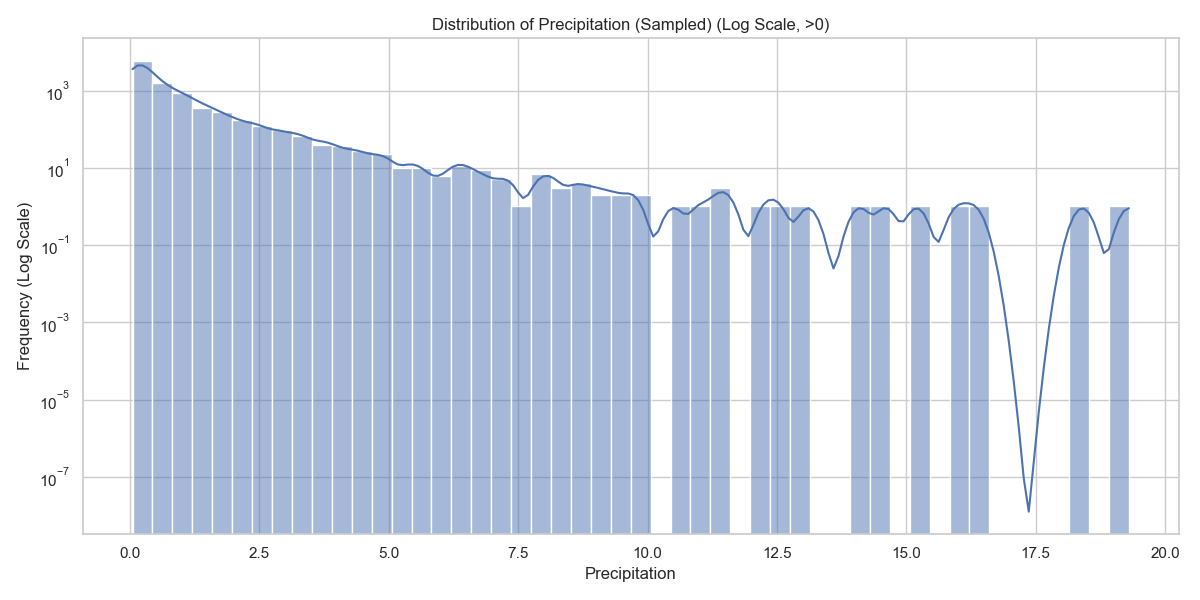 Distribution of Precipitation (Sampled) (Log Scale, >0)
Frequency (Log Scale)
10³
10¹
10⁻¹
10⁻³
10⁻⁵
10⁻⁷
0.0 2.5 5.0 7.5 10.0 12.5 15.0 17.5 20.0
Precipitation